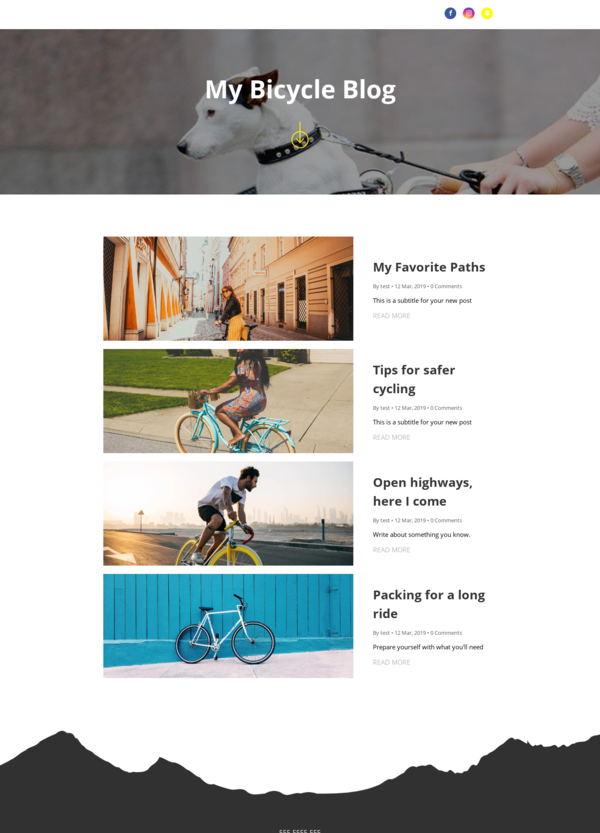 My Bicycle Blog
My Favorite Paths
By test • 12 Mar, 2019 • 0 Comments
This is a subtitle for your new post
READ MORE
Tips for safer
cycling
By test • 12 Mar, 2019 • 0 Comments
This is a subtitle for your new post
READ MORE
Open highways,
here I come
By test • 12 Mar, 2019 • 0 Comments
Write about something you know.
READ MORE
Packing for a long
ride
By test • 12 Mar, 2019 • 0 Comments
Prepare yourself with what you'll need
READ MORE